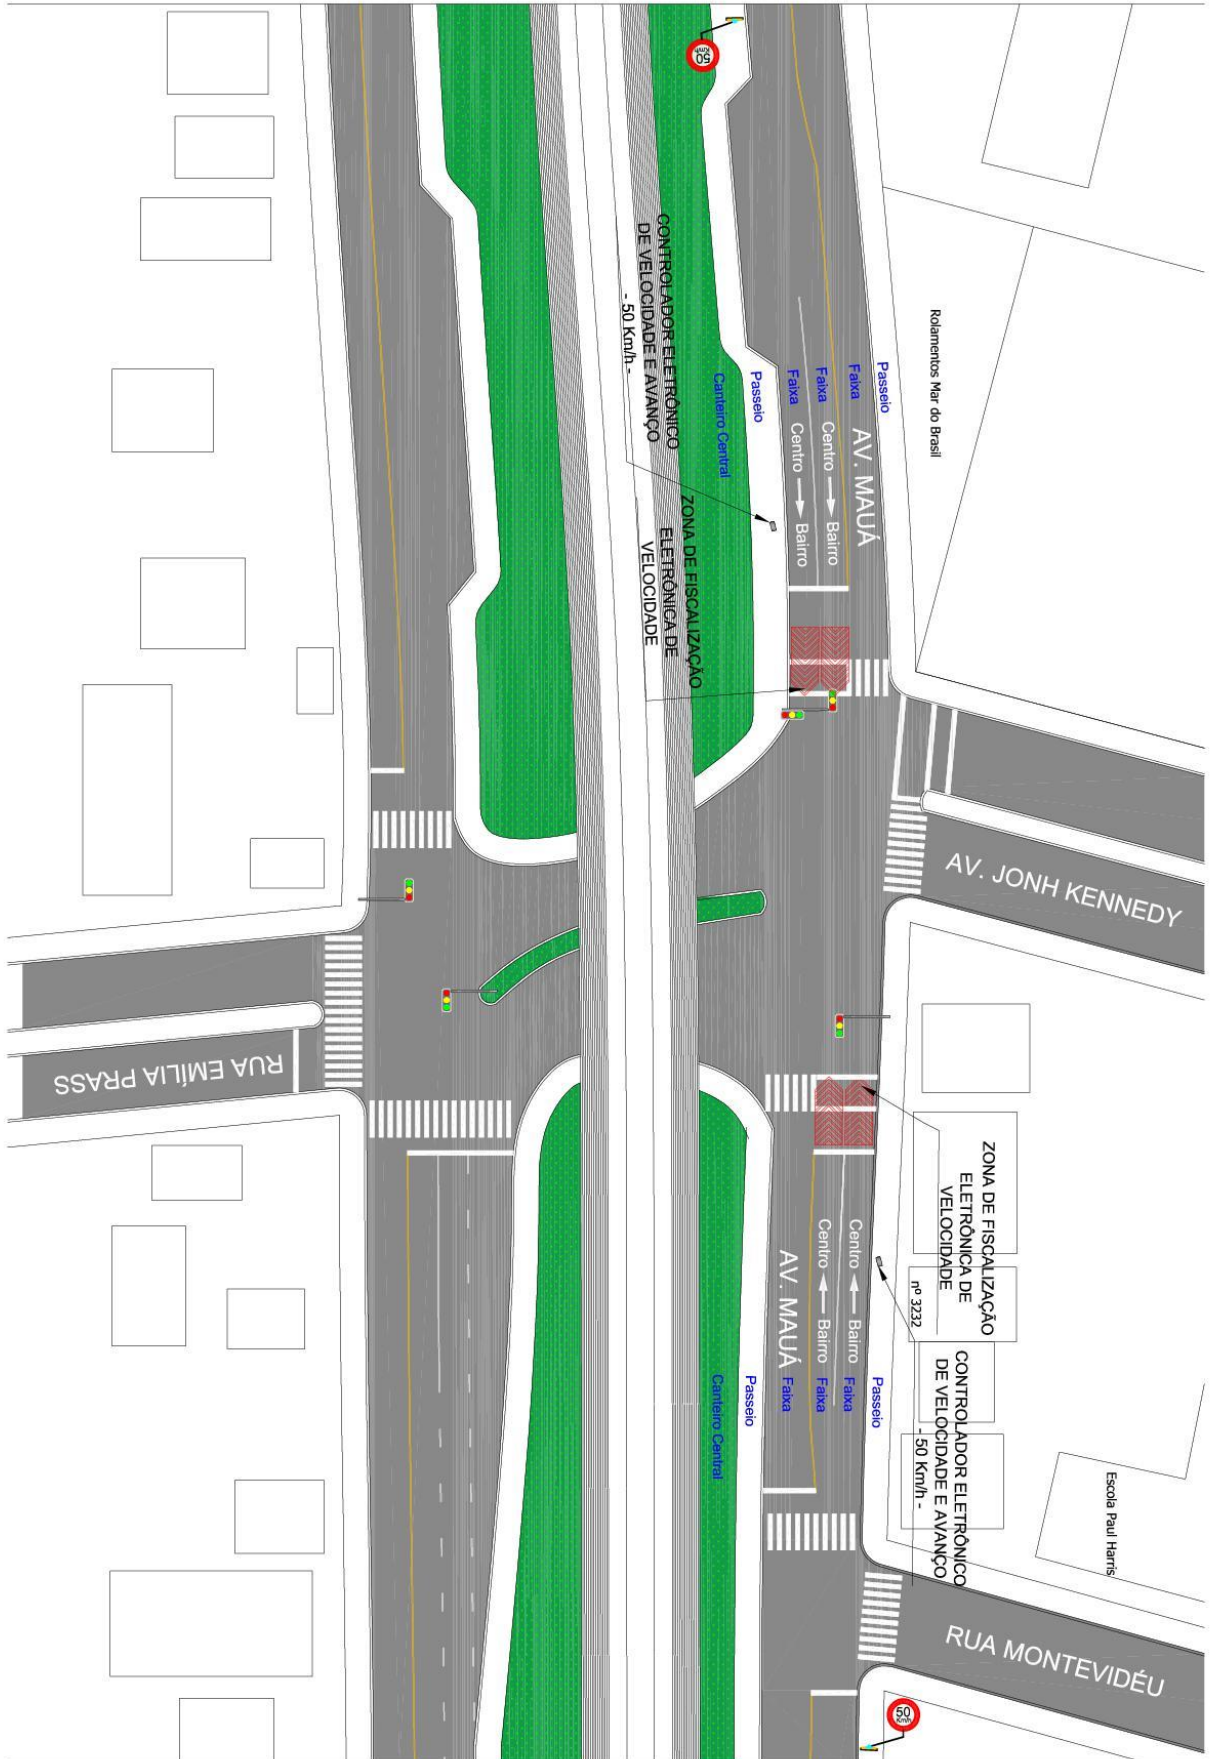 50
Km/h
Rolamentos Mar do Brasil
CONTROLADOR ELETRÔNICO
DE VELOCIDADE E AVANÇO
- 50 Km/h -
Passeio
Faixa
Faixa
Faixa
Passeio
Canteiro Central
AV. MAUÁ
Centro Bairro
Centro Bairro
ZONA DE FISCALIZAÇÃO
ELETRÔNICA DE
VELOCIDADE
AV. JONH KENNEDY
RUA EMÍLIA PRASS
ZONA DE FISCALIZAÇÃO
ELETRÔNICA DE
VELOCIDADE
nº 3232
Centro Bairro
Centro Bairro
AV. MAUÁ
CONTROLADOR ELETRÔNICO
DE VELOCIDADE E AVANÇO
- 50 Km/h -
Passeio
Faixa
Faixa
Faixa
Passeio
Canteiro Central
Escola Paul Harris
RUA MONTEVIDÉU
50
Km/h